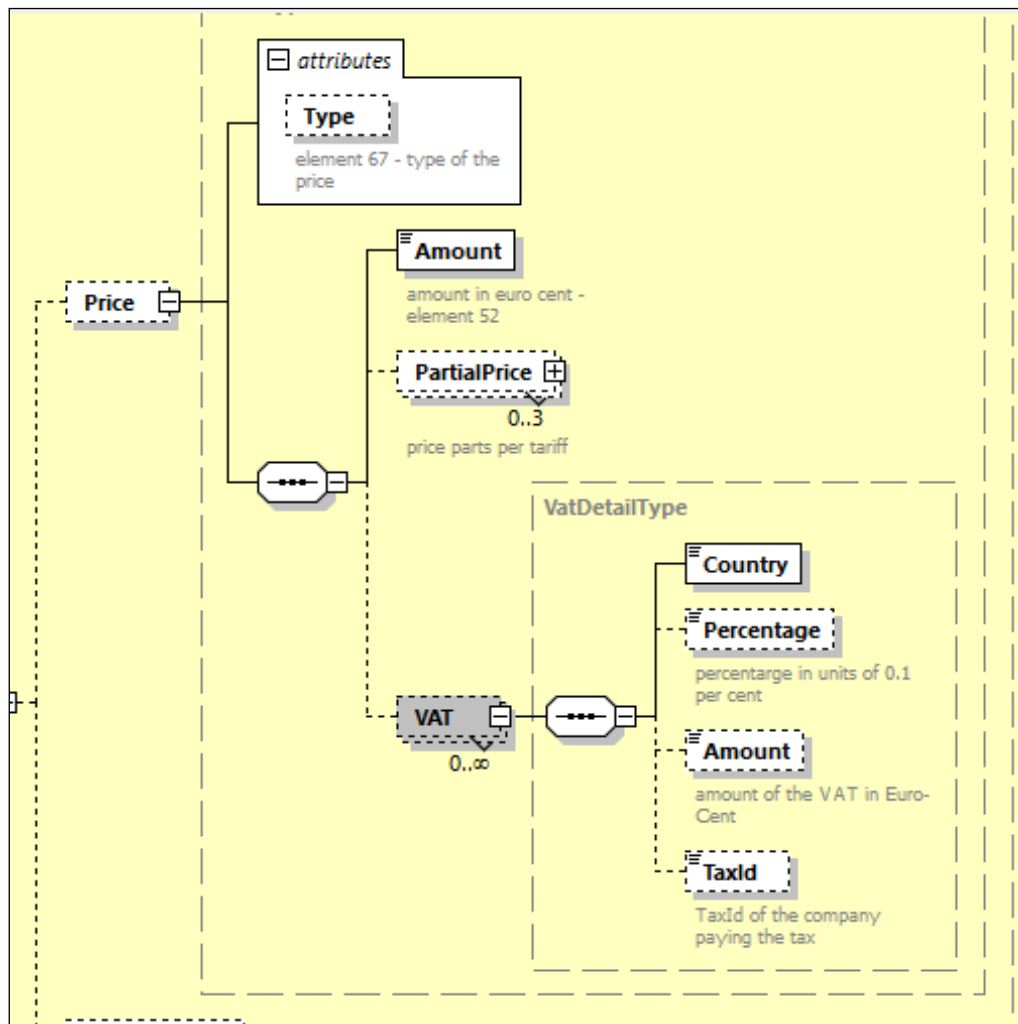 attributes
Type
element 67 - type of the
price
Amount
amount in euro cent -
element 52
Price
PartialPrice
0..3
price parts per tariff
VatDetailType
Country
Percentage
percentarge in units of 0.1
per cent
VAT
0..∞
Amount
amount of the VAT in Euro-
Cent
TaxId
TaxId of the company
paying the tax